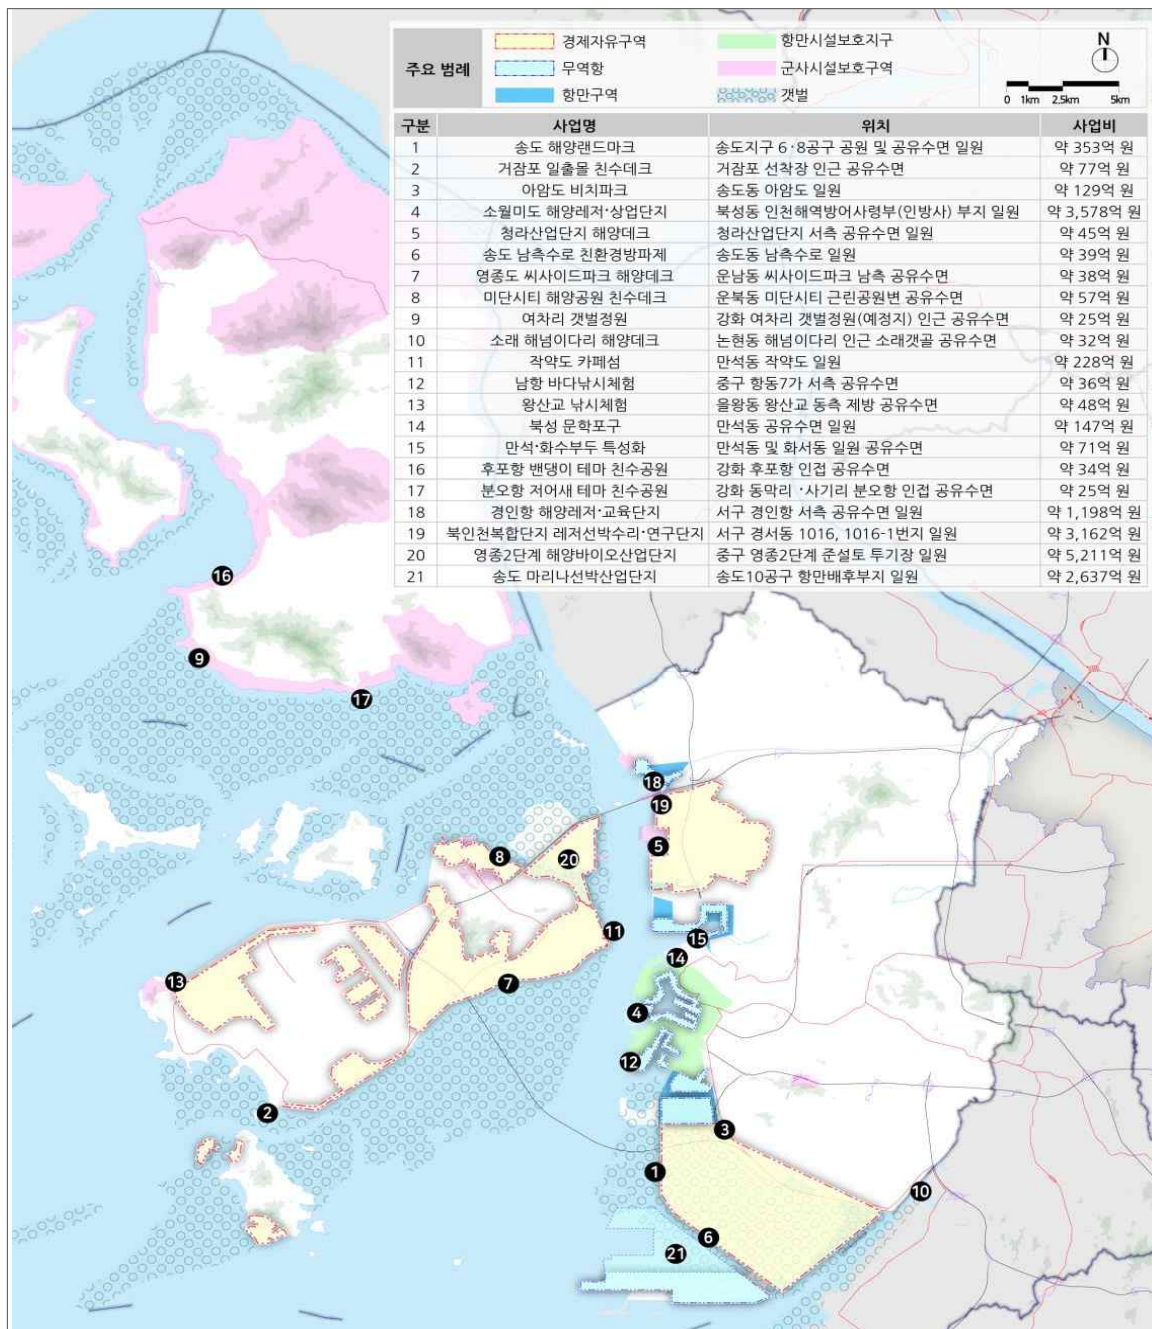 주요 범례
경제자유구역
무역항
항만구역
항만시설보호지구
군사시설보호구역
갯벌
N
0 1km 2.5km 5km
구분 사업명 위치 사업비
1 송도 해양랜드마크 송도지구 6·8공구 공원 및 공유수면 일원 약 353억 원
2 거잠포 일출몰 친수데크 거잠포 선착장 인근 공유수면 약 77억 원
3 아암도 비치파크 송도동 아암도 일원 약 129억 원
4 소월미도 해양레저·상업단지 북성동 인천해역방어사령부(인방사) 부지 일원 약 3,578억 원
5 청라산업단지 해양데크 청라산업단지 서측 공유수면 일원 약 45억 원
6 송도 남측수로 친환경방파제 송도동 남측수로 일원 약 39억 원
7 영종도 씨사이드파크 해양데크 운남동 씨사이드파크 남측 공유수면 약 38억 원
8 미단시티 해양공원 친수데크 운북동 미단시티 근린공원변 공유수면 약 57억 원
9 여차리 갯벌정원 강화 여차리 갯벌정원(예정지) 인근 공유수면 약 25억 원
10 소래 해넘이다리 해양데크 논현동 해넘이다리 인근 소래갯골 공유수면 약 32억 원
11 작약도 카페섬 만석동 작약도 일원 약 228억 원
12 남항 바다낚시체험 중구 항동7가 서측 공유수면 약 36억 원
13 왕산교 낚시체험 을왕동 왕산교 동측 제방 공유수면 약 48억 원
14 북성 문학포구 만석동 공유수면 일원 약 147억 원
15 만석·화수부두 특성화 만석동 및 화서동 일원 공유수면 약 71억 원
16 후포항 밴댕이 테마 친수공원 강화 후포항 인접 공유수면 약 34억 원
17 분오항 저어새 테마 친수공원 강화 동막리 ·사기리 분오항 인접 공유수면 약 25억 원
18 경인항 해양레저·교육단지 서구 경인항 서측 공유수면 일원 약 1,198억 원
19 북인천복합단지 레저선박수리·연구단지 서구 경서동 1016, 1016-1번지 일원 약 3,162억 원
20 영종2단계 해양바이오산업단지 중구 영종2단계 준설토 투기장 일원 약 5,211억 원
21 송도 마리나선박산업단지 송도10공구 항만배후부지 일원 약 2,637억 원
16
9
17
18
19
5
8
20
11
15
14
13
7
4
12
2
3
1
10
6
21